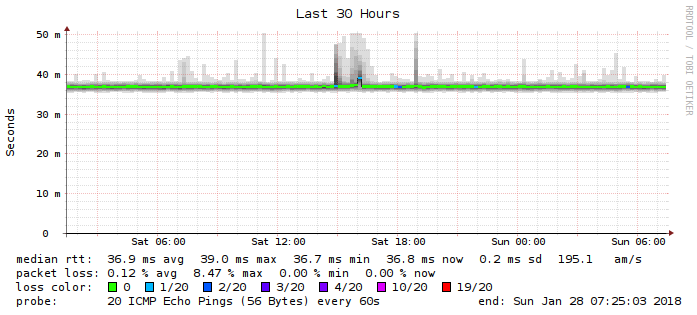 Last 30 Hours
RRDTOOL / TOBI OETIKER
Seconds
50 m
40 m
30 m
20 m
10 m
0
Sat 06:00 Sat 12:00 Sat 18:00 Sun 00:00 Sun 06:00
median rtt: 36.9 ms avg 39.0 ms max 36.7 ms min 36.8 ms now 0.2 ms sd 195.1 am/s
packet loss: 0.12 % avg 8.47 % max 0.00 % min 0.00 % now
loss color: 0 1/20 2/20 3/20 4/20 10/20 19/20
probe: 20 ICMP Echo Pings (56 Bytes) every 60s end: Sun Jan 28 07:25:03 2018